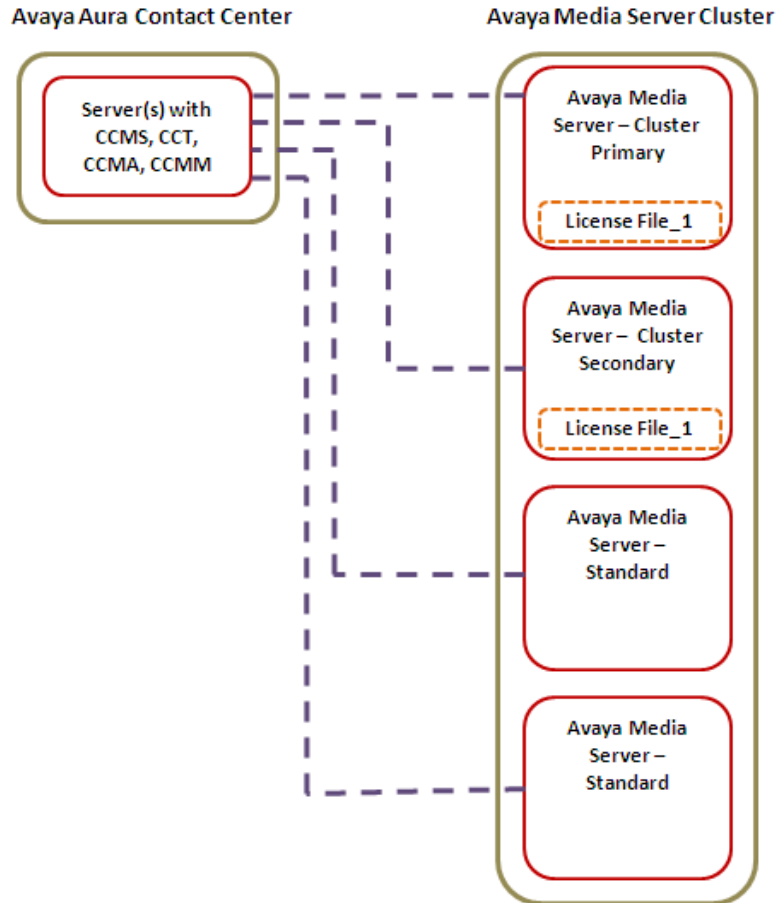 Avaya Aura Contact Center
Avaya Media Server Cluster
Server(s) with
CCMS, CCT,
CCMA, CCMM
Avaya Media
Server – Cluster
Primary
License File_1
Avaya Media
Server – Cluster
Secondary
License File_1
Avaya Media
Server –
Standard
Avaya Media
Server –
Standard